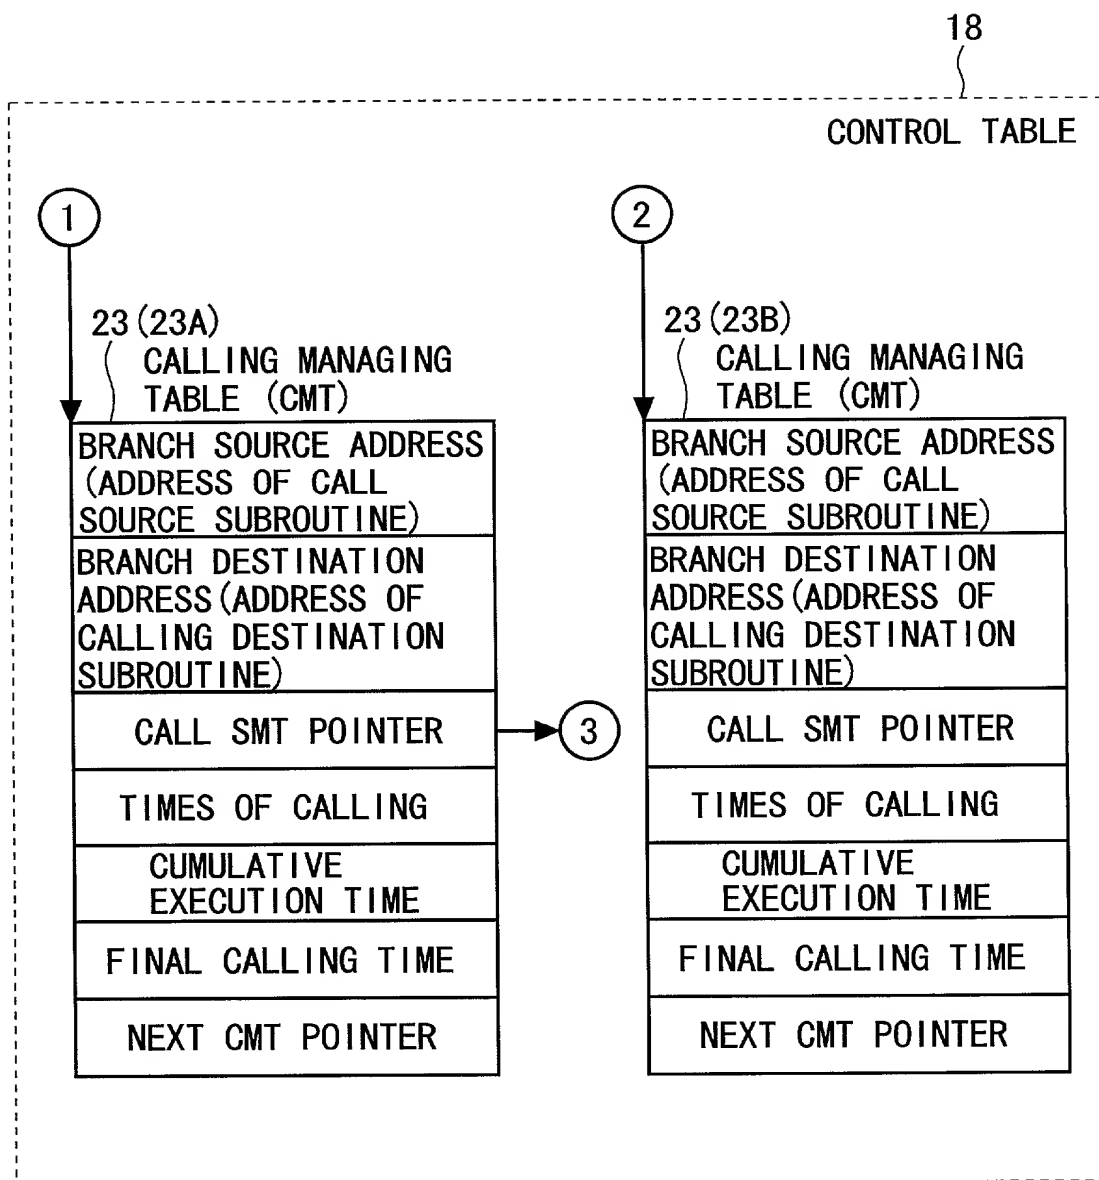 18
CONTROL TABLE
1
2
23(23A)
CALLING MANAGING
TABLE (CMT)
BRANCH SOURCE ADDRESS
(ADDRESS OF CALL
SOURCE SUBROUTINE)
BRANCH DESTINATION
ADDRESS(ADDRESS OF
CALLING DESTINATION
SUBROUTINE)
CALL SMT POINTER
3
TIMES OF CALLING
CUMULATIVE
EXECUTION TIME
FINAL CALLING TIME
NEXT CMT POINTER
23(23B)
CALLING MANAGING
TABLE (CMT)
BRANCH SOURCE ADDRESS
(ADDRESS OF CALL
SOURCE SUBROUTINE)
BRANCH DESTINATION
ADDRESS(ADDRESS OF
CALLING DESTINATION
SUBROUTINE)
CALL SMT POINTER
TIMES OF CALLING
CUMULATIVE
EXECUTION TIME
FINAL CALLING TIME
NEXT CMT POINTER